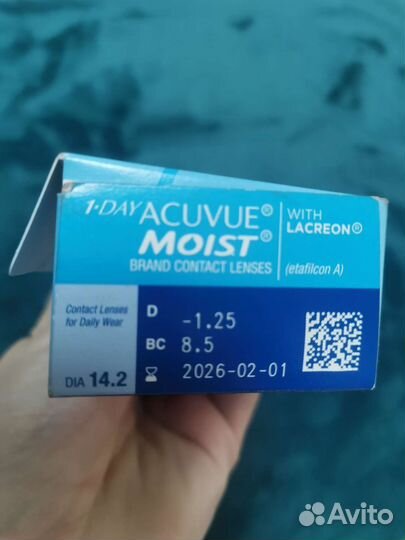 1-DAY ACUVUE® WITH
MOIST® LACREON®
BRAND CONTACT LENSES (etafilcon A)
Contact Lenses
for Daily Wear
DIA 14.2
D -1.25
BC 8.5
2026-02-01
Avito